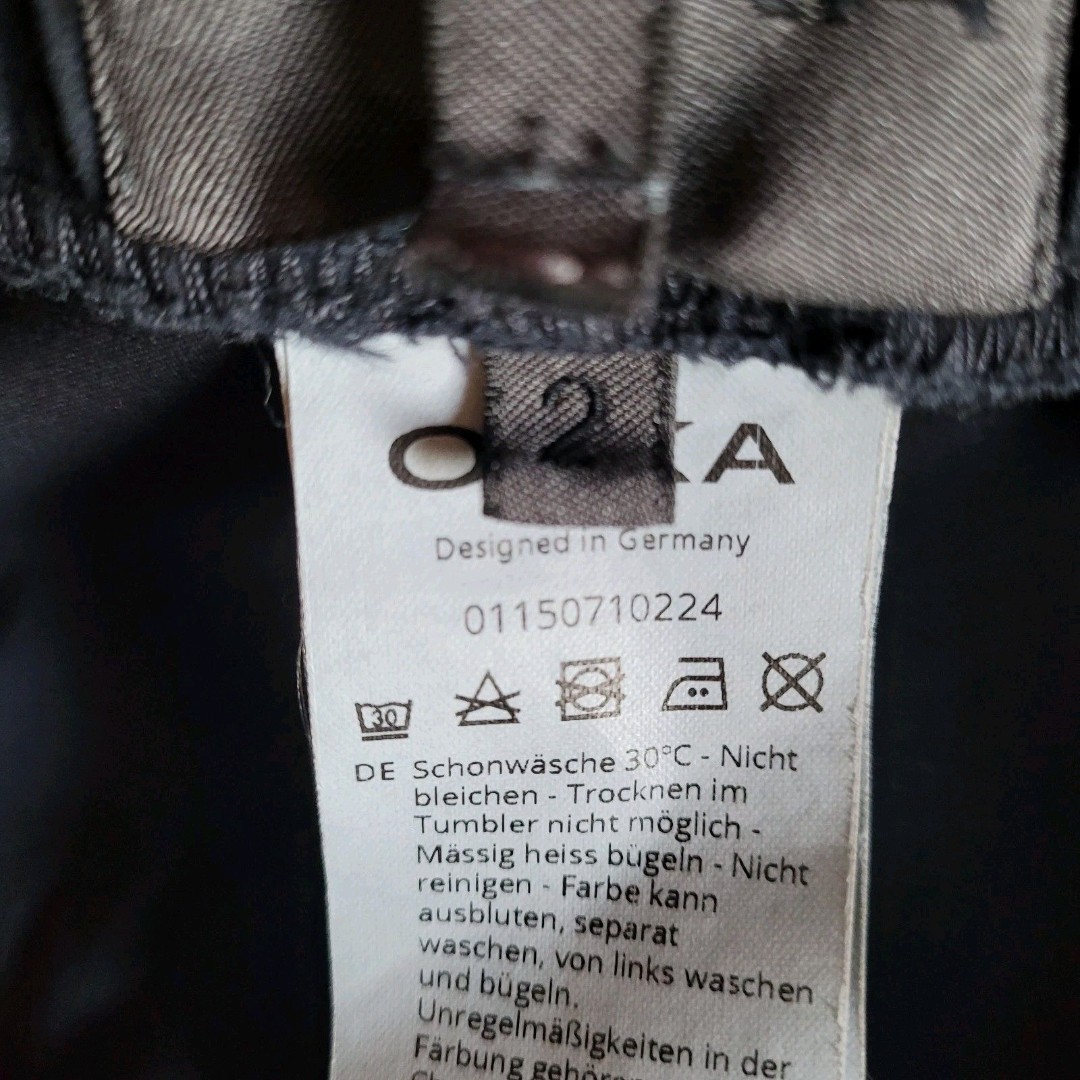 2
Designed in Germany
01150710224
30
DE Schonwäsche 30°C - Nicht
bleichen - Trocknen im
Tumbler nicht möglich -
Mässig heiss bügeln - Nicht
reinigen - Farbe kann
ausbluten, separat
waschen, von links waschen
und bügeln.
Unregelmäßigkeiten in der
Färbung